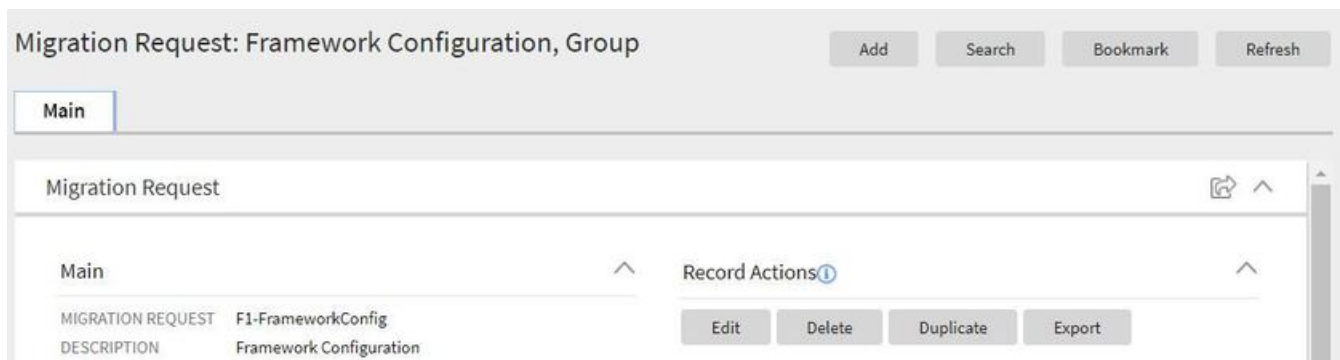 Migration Request: Framework Configuration, Group
Add
Search
Bookmark
Refresh
Main
Migration Request
Main
MIGRATION REQUEST F1-FrameworkConfig
DESCRIPTION Framework Configuration
Record Actions
Edit
Delete
Duplicate
Export